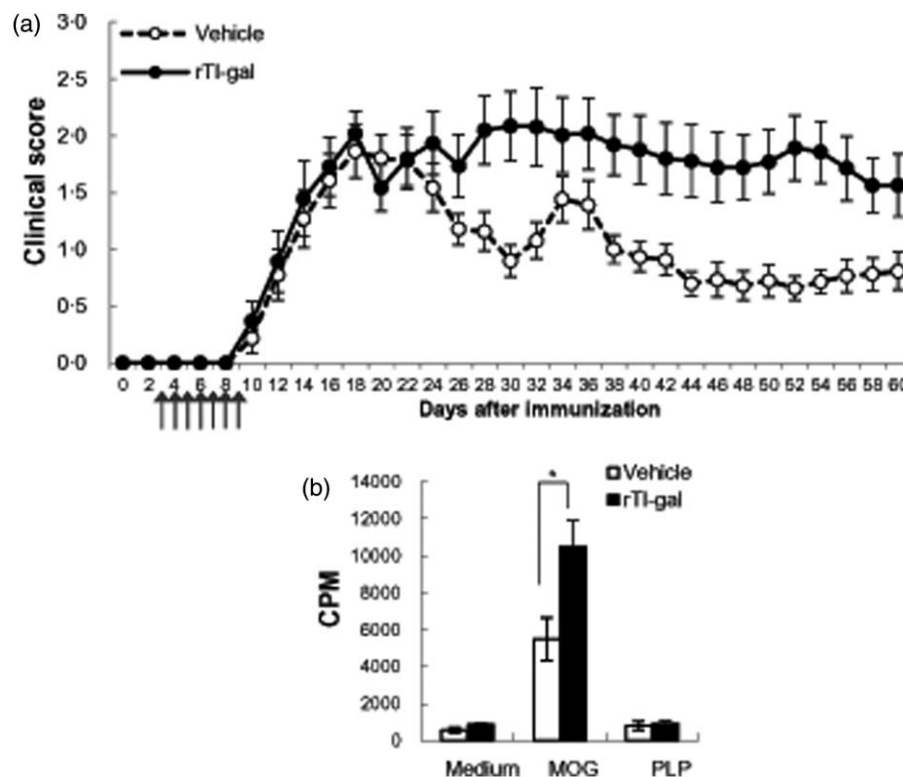 (a)
3·0
2·5
2·0
1·5
1·0
0·5
0·0
Clinical score
Vehicle
rTl-gal
0 2 4 6 8 10 12 14 16 18 20 22 24 26 28 30 32 34 36 38 40 42 44 46 48 50 52 54 56 58 60
Days after immunization
(b)
14000
12000
10000
8000
6000
4000
2000
0
CPM
*
Vehicle
rTl-gal
Medium MOG PLP